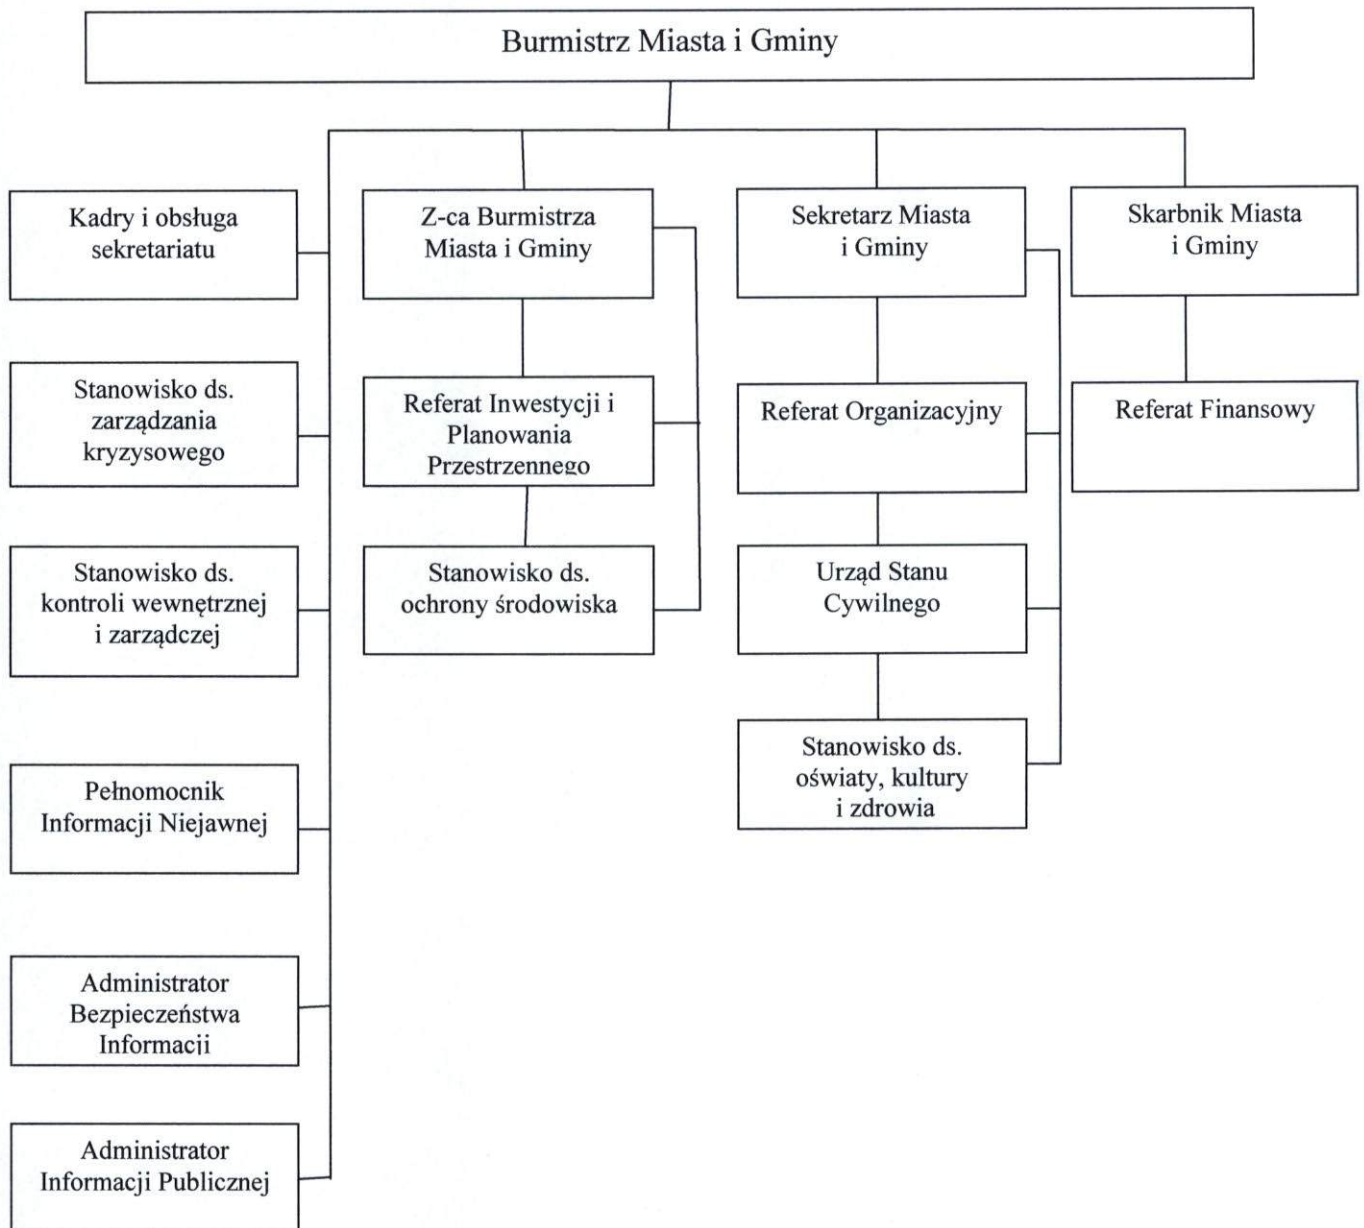 Burmistrz Miasta i Gminy
Kadry i obsługa
sekretariatu
Stanowisko ds.
zarządzania
kryzysowego
Stanowisko ds.
kontroli wewnętrznej
i zarządczej
Pełnomocnik
Informacji Niejawnej
Administrator
Bezpieczeństwa
Informacji
Administrator
Informacji Publicznej
Z-ca Burmistrza
Miasta i Gminy
Referat Inwestycji i
Planowania
Przestrzennego
Stanowisko ds.
ochrony środowiska
Sekretarz Miasta
i Gminy
Referat Organizacyjny
Urząd Stanu
Cywilnego
Stanowisko ds.
oświaty, kultury
i zdrowia
Skarbnik Miasta
i Gminy
Referat Finansowy